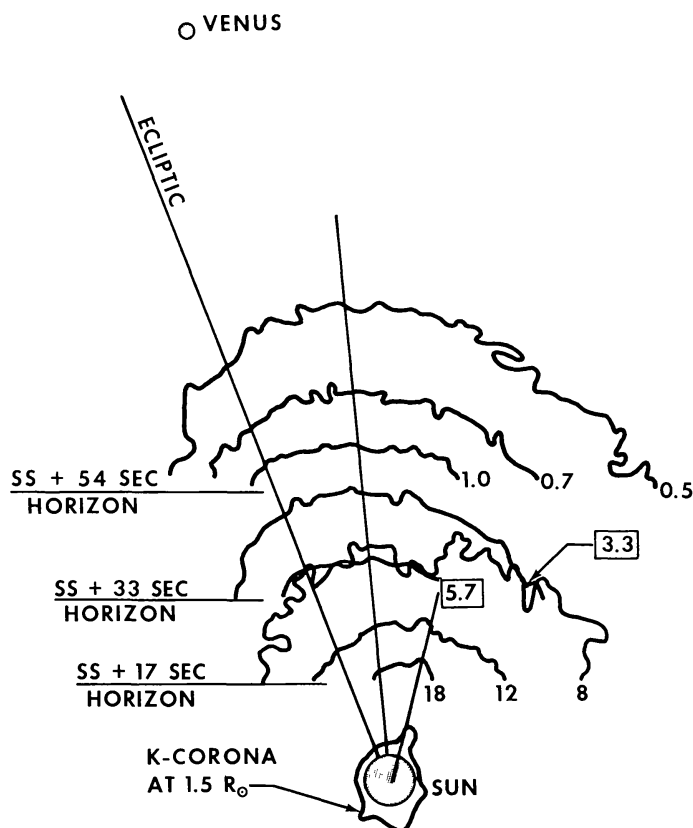 VENUS
ECLIPTIC
SS + 54 SEC
HORIZON
1.0
0.7
0.5
3.3
SS + 33 SEC
HORIZON
5.7
SS + 17 SEC
HORIZON
18
12
8
K-CORONA
AT 1.5 R☉
SUN